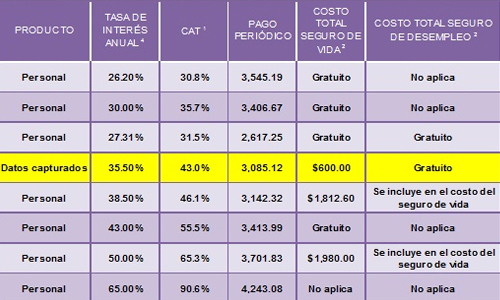 PRODUCTO TASA DE INTERÉS ANUAL ⁴ CAT ¹ PAGO PERIÓDICO COSTO TOTAL SEGURO DE VIDA ² COSTO TOTAL SEGURO DE DESEMPLEO ³
Personal 26.20% 30.8% 3,545.19 Gratuito No aplica
Personal 30.00% 35.7% 3,406.67 Gratuito No aplica
Personal 27.31% 31.5% 2,617.25 Gratuito Gratuito
Datos capturados 35.50% 43.0% 3,085.12 $600.00 Gratuito
Personal 38.50% 46.1% 3,142.32 $1,812.60 Se incluye en el costo del seguro de vida
Personal 43.00% 55.5% 3,413.99 Gratuito No aplica
Personal 50.00% 65.3% 3,701.83 $1,980.00 Se incluye en el costo del seguro de vida
Personal 65.00% 90.6% 4,243.08 No aplica No aplica